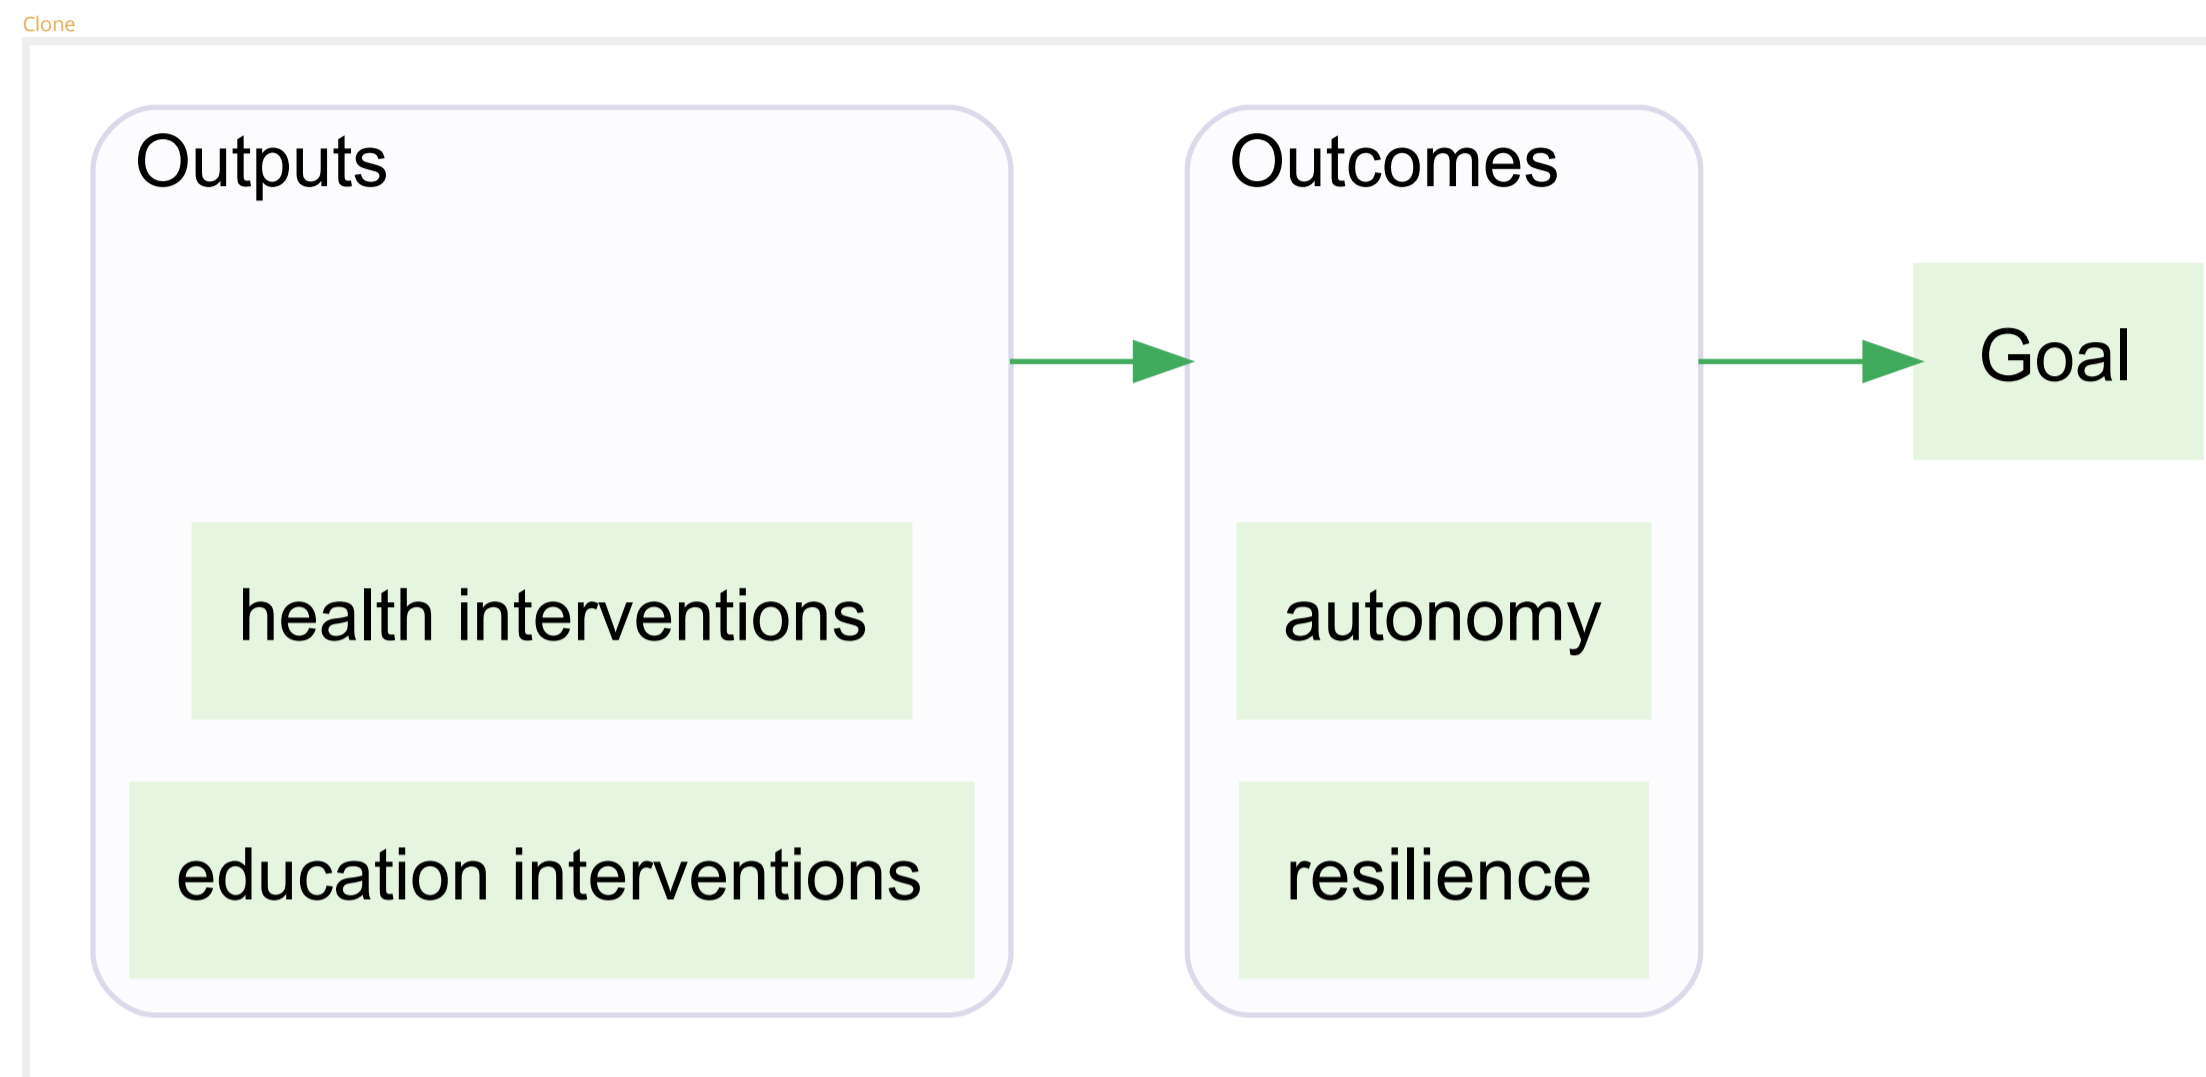 Clone
Outputs
Outcomes
Goal
health interventions
autonomy
education interventions
resilience